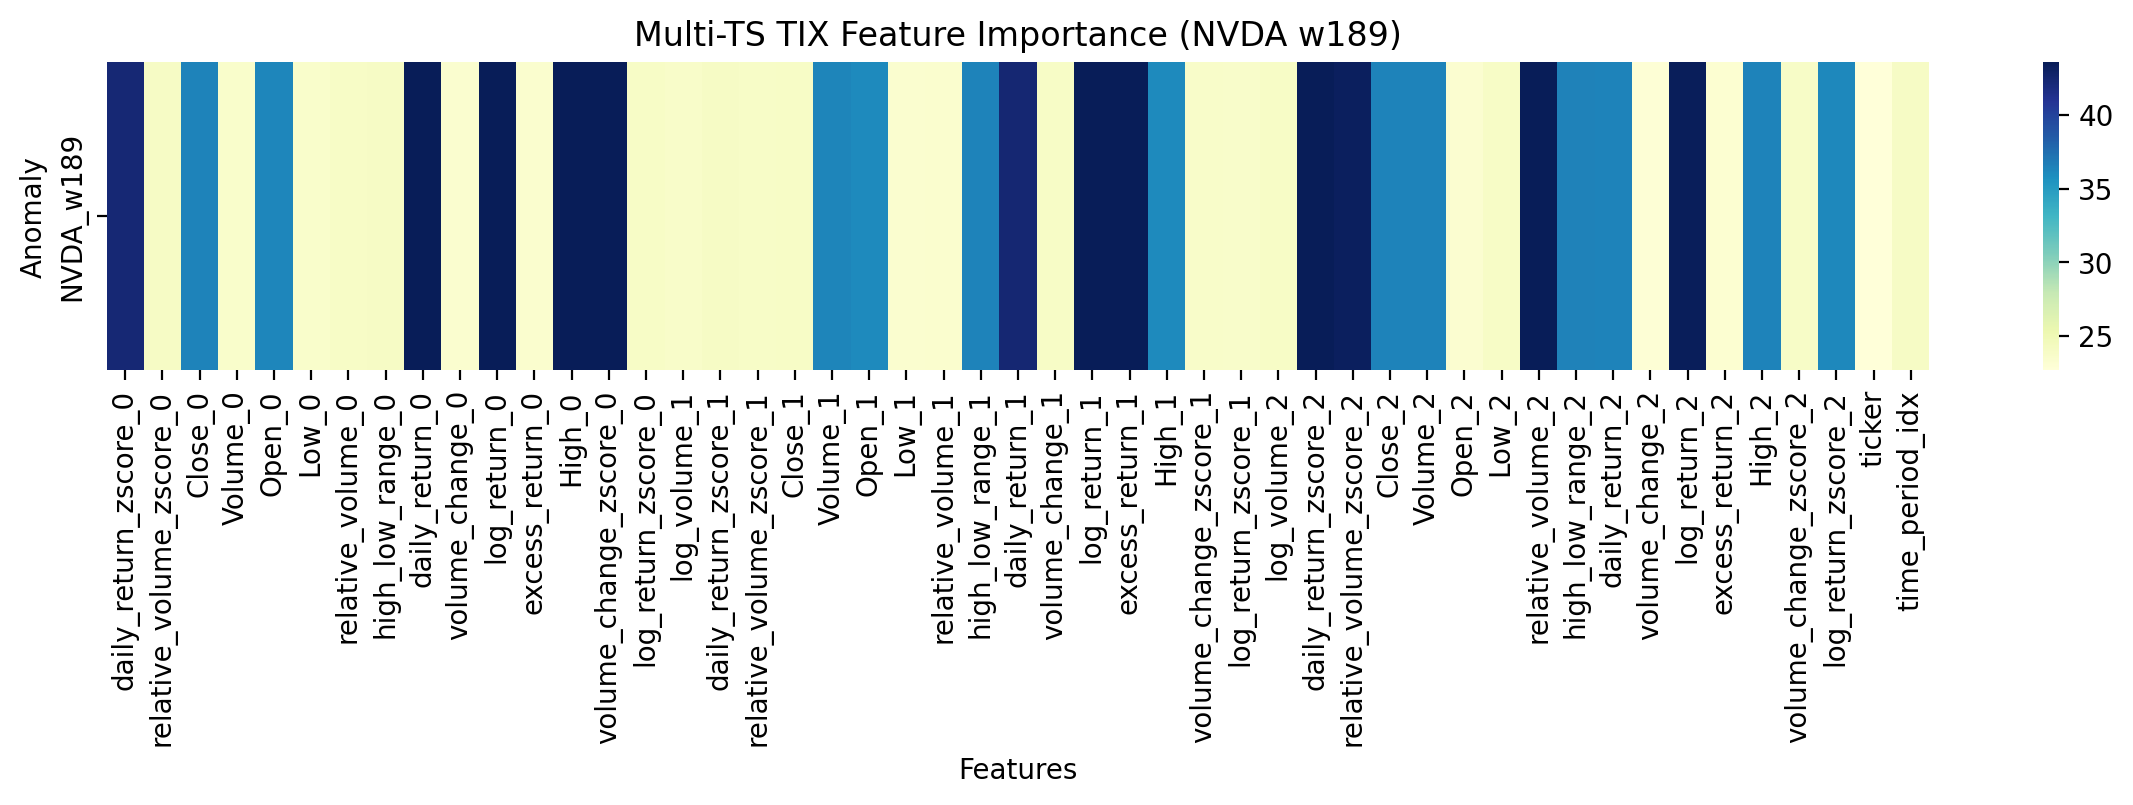 Multi-TS TIX Feature Importance (NVDA w189)
Anomaly
NVDA_w189
40
35
30
25
daily_return_zscore_0
relative_volume_zscore_0
Close_0
Volume_0
Open_0
Low_0
relative_volume_0
high_low_range_0
daily_return_0
volume_change_0
log_return_0
excess_return_0
High_0
volume_change_zscore_0
log_return_zscore_0
log_volume_1
daily_return_zscore_1
relative_volume_zscore_1
Close_1
Volume_1
Open_1
Low_1
relative_volume_1
high_low_range_1
daily_return_1
volume_change_1
log_return_1
excess_return_1
High_1
volume_change_zscore_1
log_return_zscore_1
log_volume_2
daily_return_zscore_2
relative_volume_zscore_2
Close_2
Volume_2
Open_2
Low_2
relative_volume_2
high_low_range_2
daily_return_2
volume_change_2
log_return_2
excess_return_2
High_2
volume_change_zscore_2
log_return_zscore_2
ticker
time_period_idx
Features